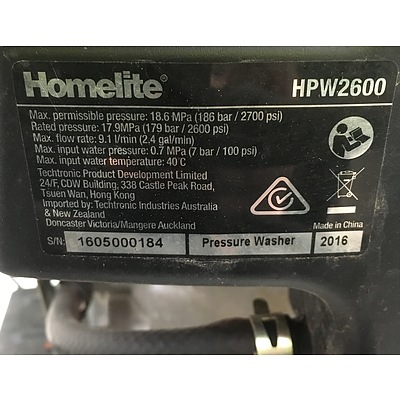 Homelite® HPW2600
Max. permissible pressure: 18.6 MPa (186 bar / 2700 psi)
Rated pressure: 17.9MPa (179 bar / 2600 psi)
Max. flow rate: 9.1 l/min (2.4 gal/min)
Max. input water pressure: 0.7 MPa (7 bar / 100 psi)
Max. input water temperature: 40 C
Techtronic Product Development Limited
24/F, CDW Building, 338 Castle Peak Road,
Tsuen Wan, Hong Kong
Imported by: Techtronic Industries Australia
& New Zealand
Doncaster Victoria/Mangere Auckland
Made in China
S/N: 1605000184 Pressure Washer 2016